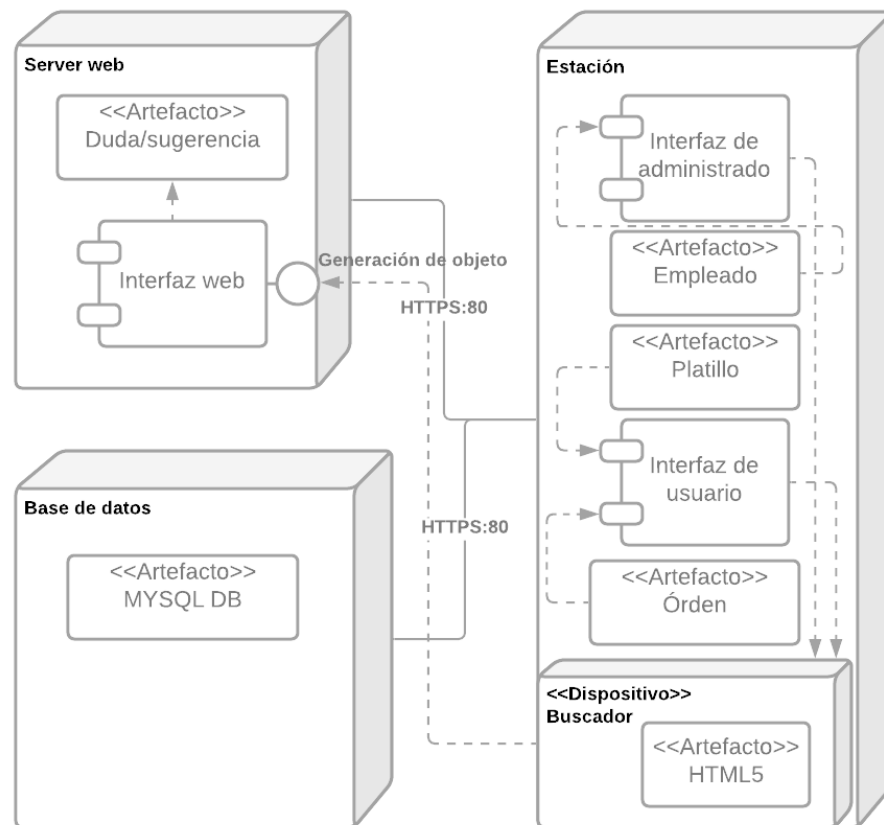 Server web
<<Artefacto>>
Duda/sugerencia
Interfaz web
Generación de objeto
HTTPS:80
Base de datos
<<Artefacto>>
MYSQL DB
HTTPS:80
Estación
Interfaz de
administrado
<<Artefacto>>
Empleado
<<Artefacto>>
Platillo
Interfaz de
usuario
<<Artefacto>>
Órden
<<Dispositivo>>
Buscador
<<Artefacto>>
HTML5